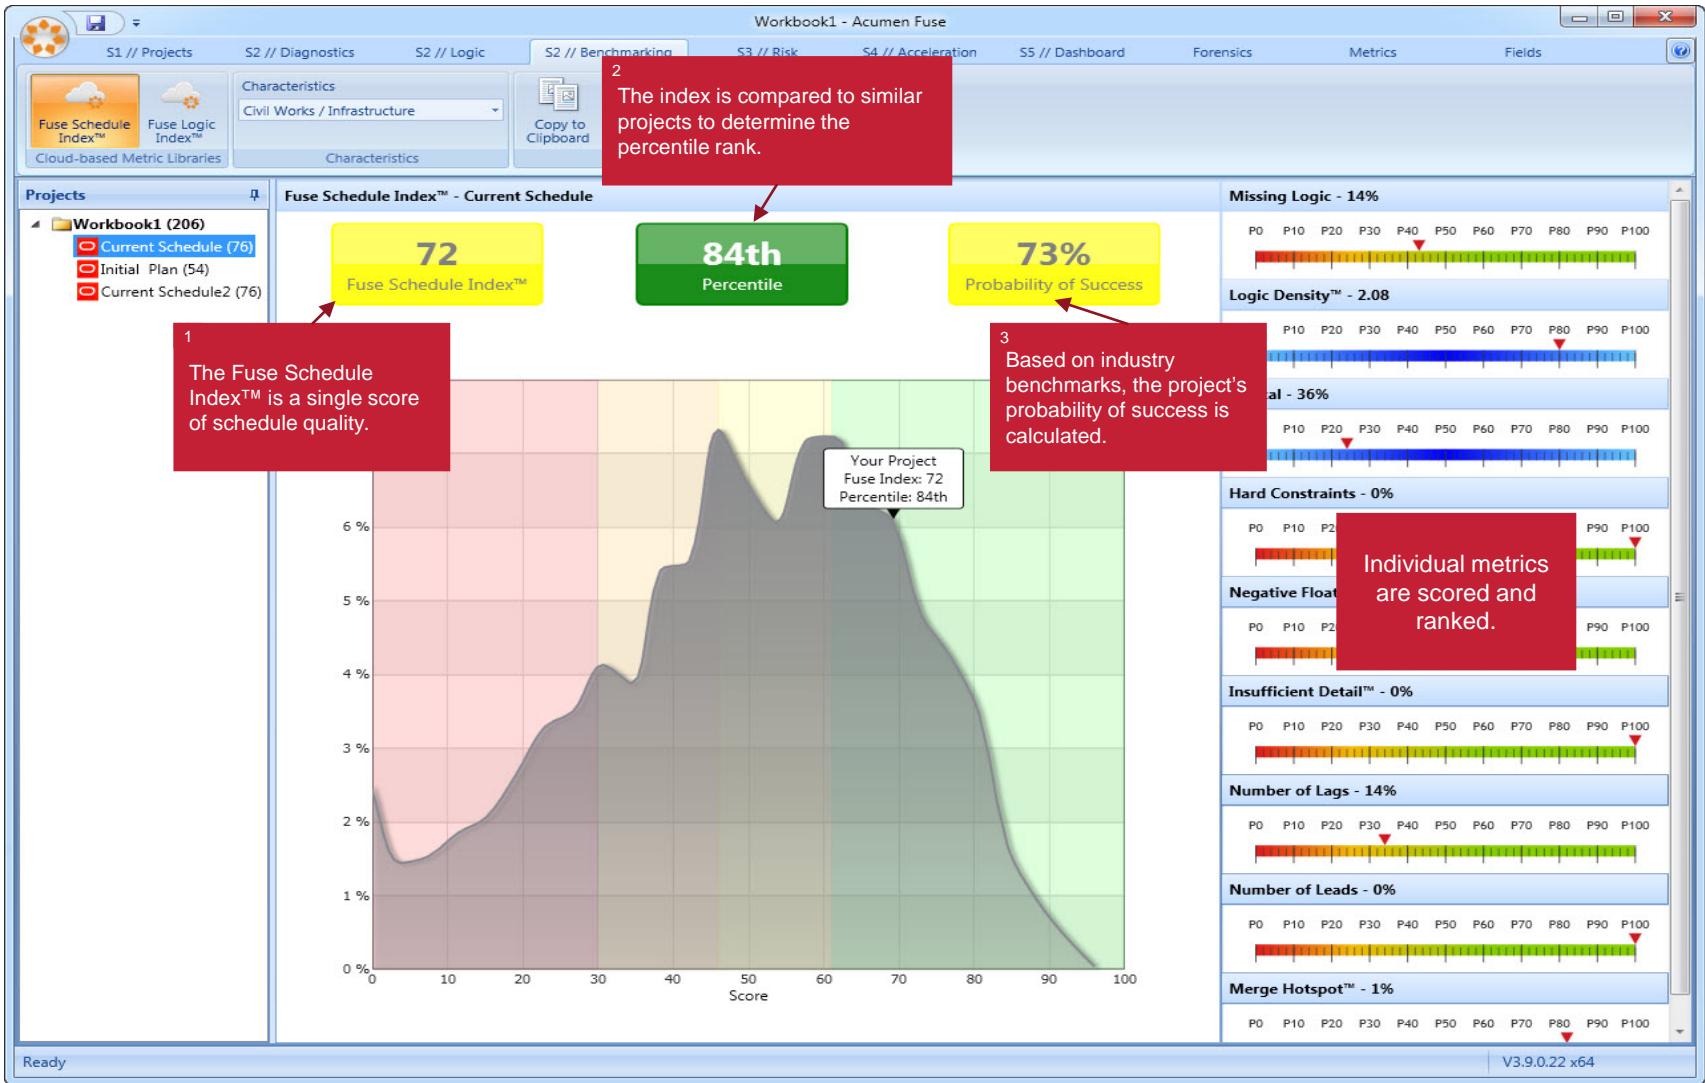 Workbook1 - Acumen Fuse
S1 // Projects
S2 // Diagnostics
S2 // Logic
S2 // Benchmarking
S3 // Risk
S4 // Acceleration
S5 // Dashboard
Forensics
Metrics
Fields
Fuse Schedule
Index™
Fuse Logic
Index™
Cloud-based Metric Libraries
Characteristics
Civil Works / Infrastructure
Characteristics
Copy to
Clipboard
2
The index is compared to similar
projects to determine the
percentile rank.
Projects
Workbook1 (206)
Current Schedule (76)
Initial Plan (54)
Current Schedule2 (76)
Fuse Schedule Index™ - Current Schedule
72
Fuse Schedule Index™
84th
Percentile
73%
Probability of Success
1
The Fuse Schedule
Index™ is a single score
of schedule quality.
3
Based on industry
benchmarks, the project's
probability of success is
calculated.
Your Project
Fuse Index: 72
Percentile: 84th
6 %
5 %
4 %
3 %
2 %
1 %
0 %
0 10 20 30 40 50 60 70 80 90 100
Score
Missing Logic - 14%
P0 P10 P20 P30 P40 P50 P60 P70 P80 P90 P100
Logic Density™ - 2.08
P10 P20 P30 P40 P50 P60 P70 P80 P90 P100
al - 36%
P10 P20 P30 P40 P50 P60 P70 P80 P90 P100
Hard Constraints - 0%
P0 P10 P2 P90 P100
Individual metrics
are scored and
ranked.
Negative Float
P0 P10 P2 P90 P100
Insufficient Detail™ - 0%
P0 P10 P20 P30 P40 P50 P60 P70 P80 P90 P100
Number of Lags - 14%
P0 P10 P20 P30 P40 P50 P60 P70 P80 P90 P100
Number of Leads - 0%
P0 P10 P20 P30 P40 P50 P60 P70 P80 P90 P100
Merge Hotspot™ - 1%
P0 P10 P20 P30 P40 P50 P60 P70 P80 P90 P100
Ready
V3.9.0.22 x64